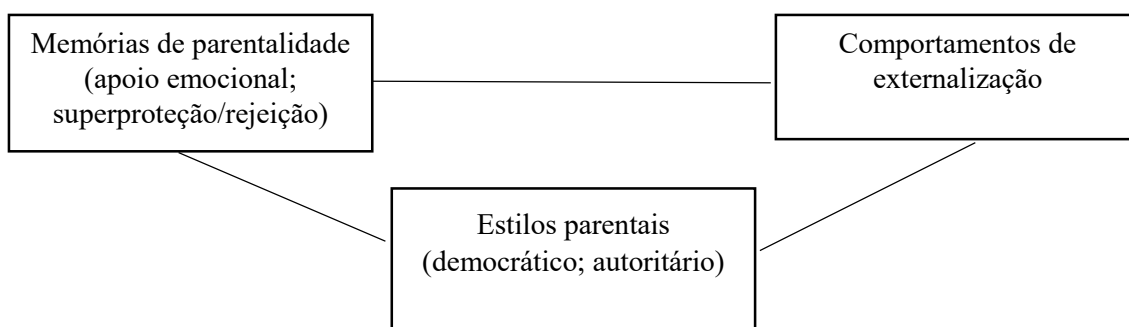 Memórias de parentalidade
(apoio emocional;
superproteção/rejeição)
Comportamentos de
externalização
Estilos parentais
(democrático; autoritário)